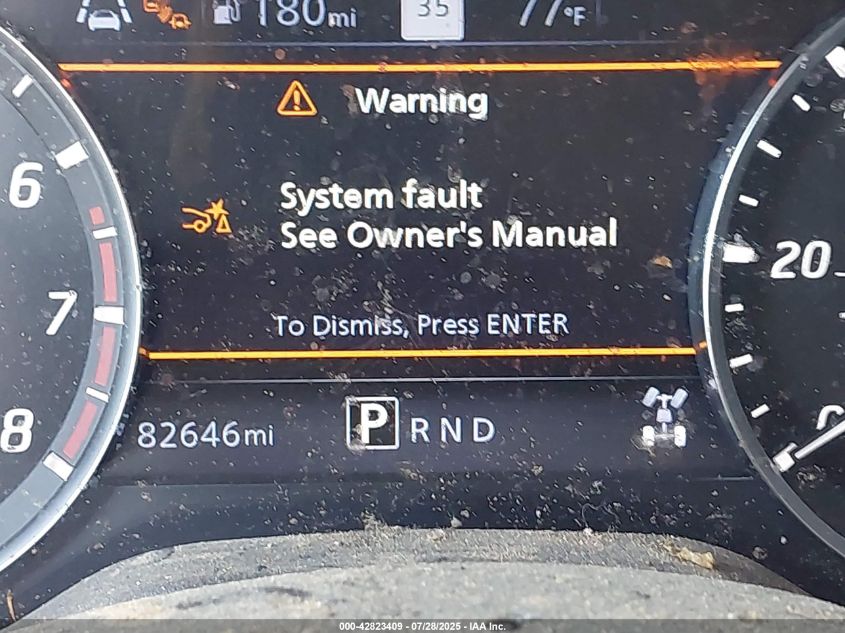 180mi 35 77°F
Warning
System fault
See Owner's Manual
To Dismiss, Press ENTER
6
7
8
20
0
82646mi P R N D
000-42823409 - 07/28/2025 - IAA Inc.